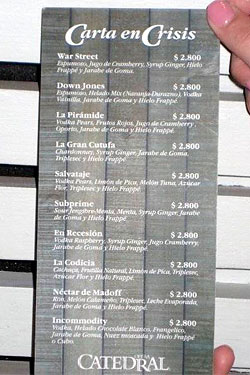 Carta en Crisis
War Street $ 2.800
Espumoto, Jugo de Cramberry, Syrup Ginger, Hielo
Frappé y Jarabe de Goma.
Down Jones $ 2.800
Espumoto, Helado Mix (Naranja-Durazno), Vodka
Vainilla, Jarabe de Goma y Hielo Frappé.
La Pirámide $ 2.800
Vodka Pears, Frutos Rojos, Jugo de Cramberry,
Oporto, Jarabe de Goma y Hielo Frappé.
La Gran Cutufa $ 2.800
Chardonney, Syrup Ginger, Jarabe de Goma,
Triplesec y Hielo Frappé.
Salvataje $ 2.800
Vodka Pears, Limón de Pica, Melón Tuna, Azúcar
Flor, Triplesec y Hielo Frappé.
Subprime $ 2.800
Sour Jengibre-Menta, Menta, Syrup Ginger, Jarabe
de Goma y Hielo Frappé.
En Recesión $ 2.800
Vodka Raspberry, Syrup Ginger, Jugo Cramberry,
Jarabe de Goma y Hielo Frappé.
La Codicia $ 2.800
Cachaça, Frutilla Natural, Limón de Pica, Triplesec,
Azúcar Flor y Hielo Frappé.
Néctar de Madoff $ 2.800
Ron, Melón Calameño, Triplesec, Leche Evaporada,
Jarabe de Goma y Hielo Frappé.
Incommodity $ 2.800
Vodka, Helado Chocolate Blanco, Frangelico,
Jarabe de Goma, Nuez moscada y Hielo Frappé
o Cubo.
CATEDRAL